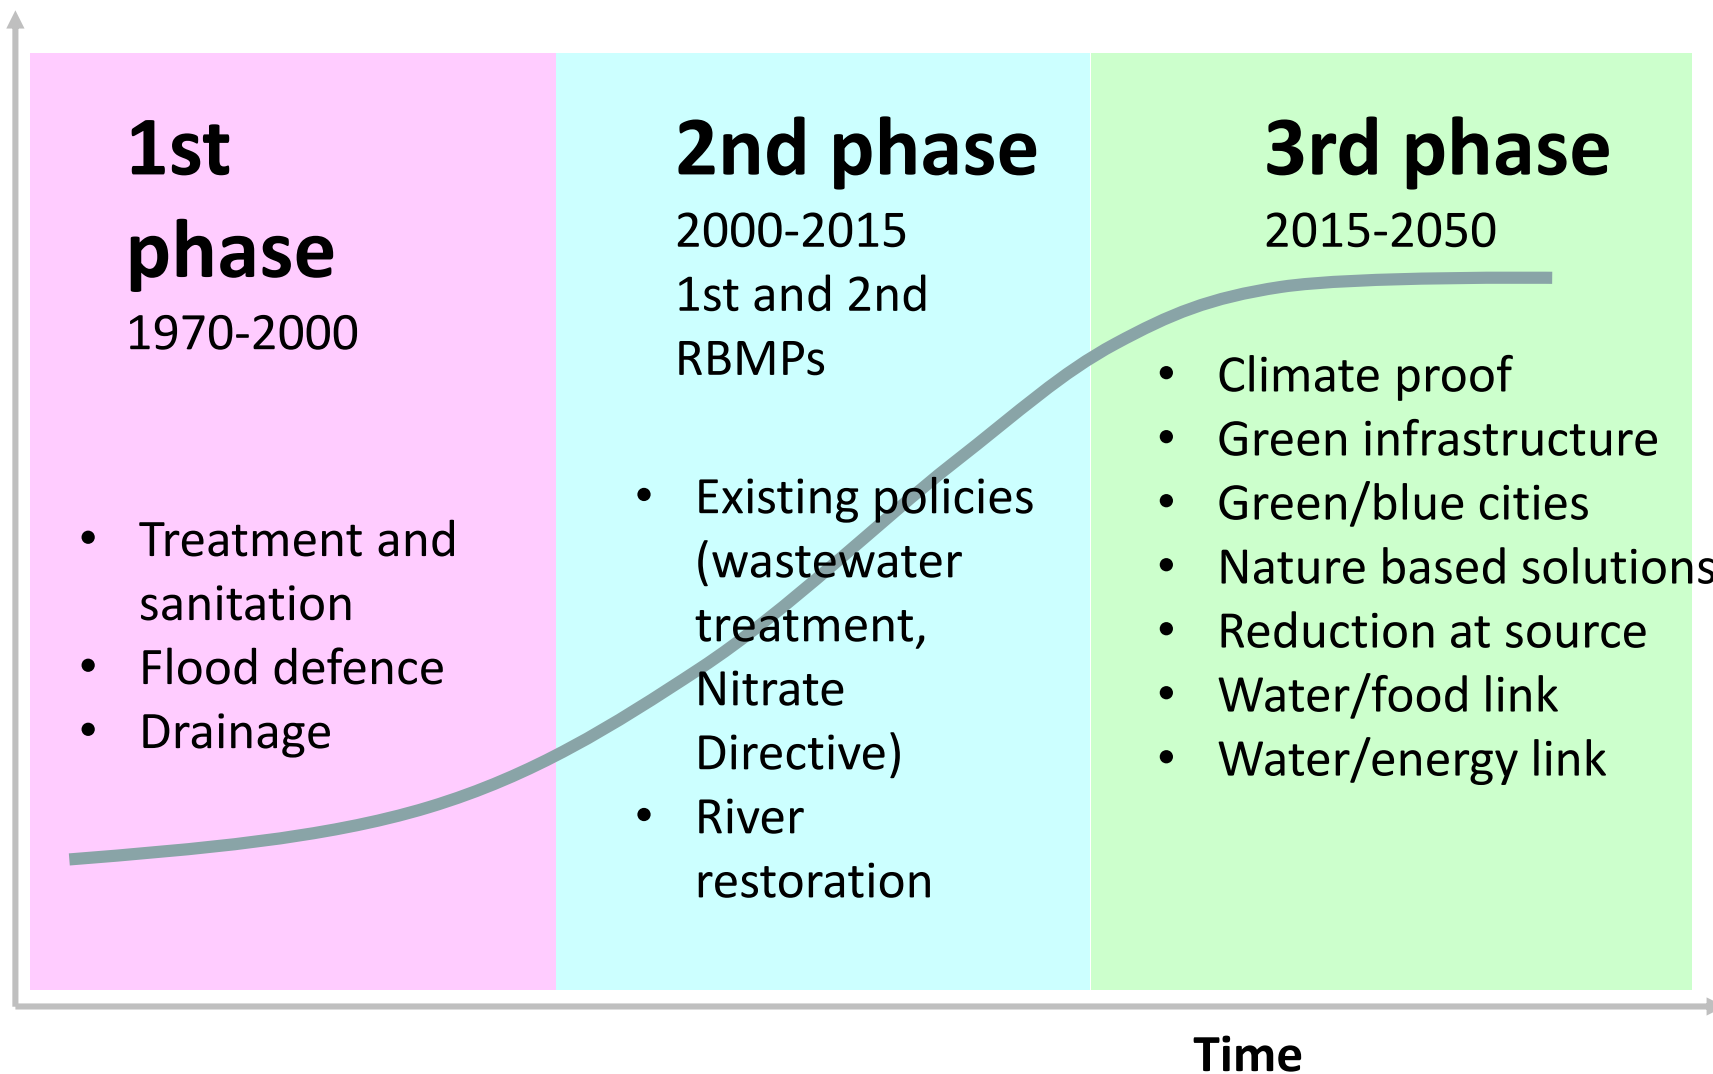 1st
phase
1970-2000
• Treatment and
sanitation
• Flood defence
• Drainage
2nd phase
2000-2015
1st and 2nd
RBMPs
• Existing policies
(wastewater
treatment,
Nitrate
Directive)
• River
restoration
3rd phase
2015-2050
• Climate proof
• Green infrastructure
• Green/blue cities
• Nature based solutions
• Reduction at source
• Water/food link
• Water/energy link
Time